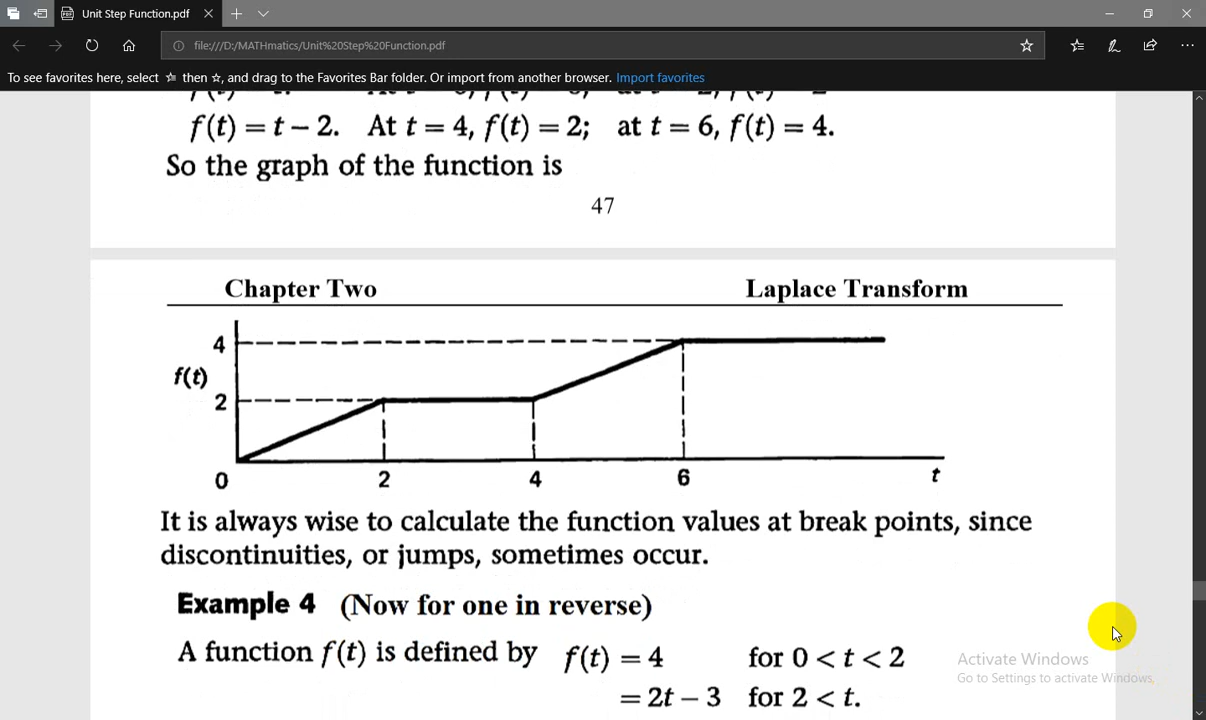 Unit Step Function.pdf
file:///D:/MATHmatics/Unit%20Step%20Function.pdf
To see favorites here, select then ☆, and drag to the Favorites Bar folder. Or import from another browser. Import favorites
f(t) = t − 2. At t = 4, f(t) = 2; at t = 6, f(t) = 4.
So the graph of the function is
47
Chapter Two Laplace Transform
4
f(t)
2
0 2 4 6 t
It is always wise to calculate the function values at break points, since
discontinuities, or jumps, sometimes occur.
Example 4 (Now for one in reverse)
A function f(t) is defined by f(t) = 4 for 0 < t < 2
= 2t − 3 for 2 < t.
Activate Windows
Go to Settings to activate Windows.